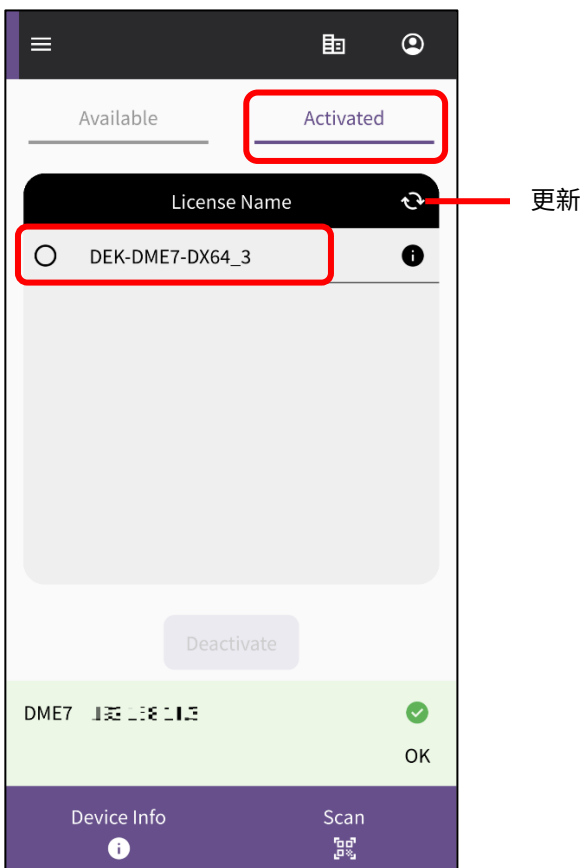 Available
Activated
License Name
更新
DEK-DME7-DX64_3
Deactivate
DME7
OK
Device Info
Scan